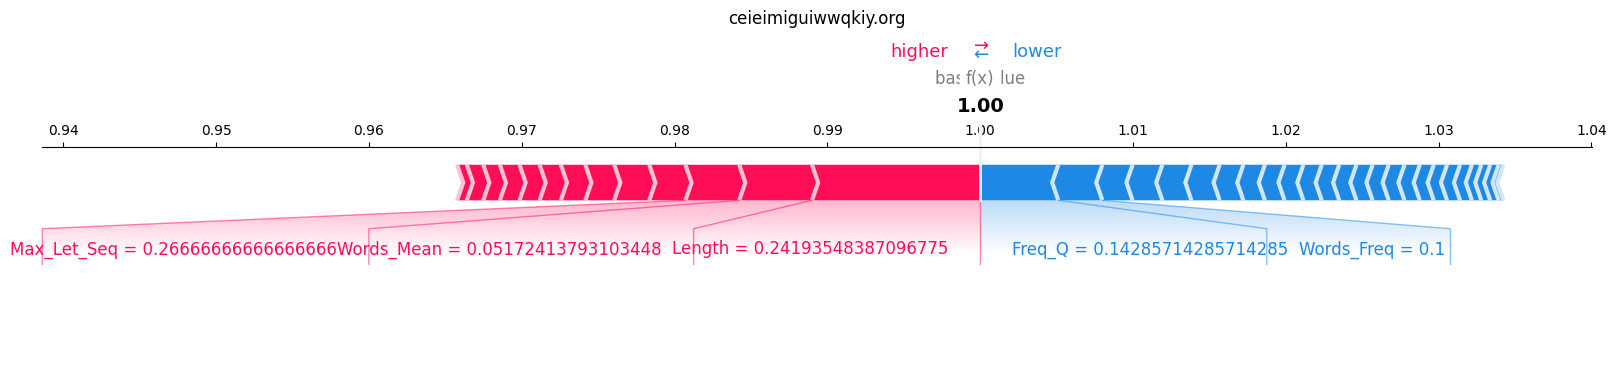 ceieimiguiwwqkiy.org
higher ⇄ lower
f(x)
1.00
0.94 0.95 0.96 0.97 0.98 0.99 1.00 1.01 1.02 1.03 1.04
Max_Let_Seq = 0.26666666666666666 Words_Mean = 0.05172413793103448 Length = 0.24193548387096775 Freq_Q = 0.14285714285714285 Words_Freq = 0.1